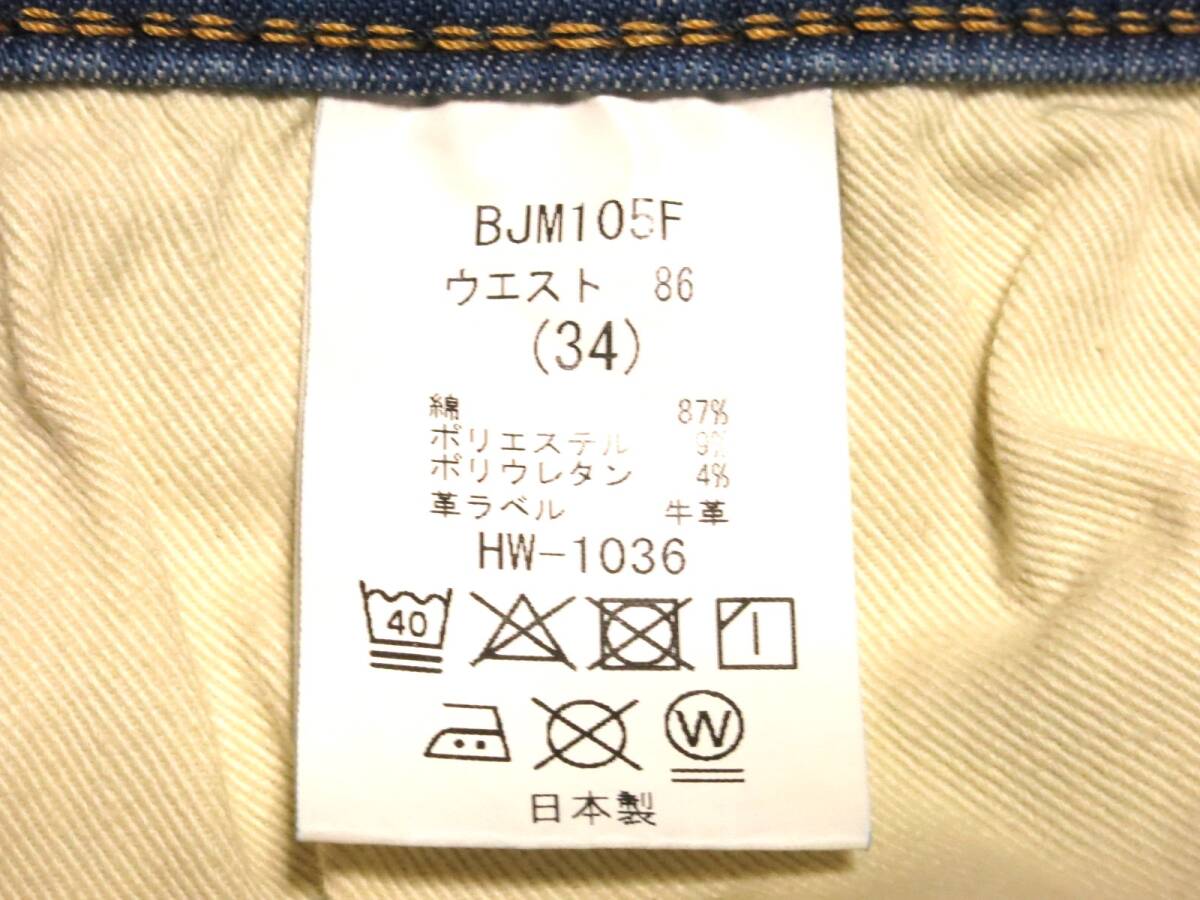 BJM105F
ウエスト 86
(34)
綿 87%
ポリエステル 9%
ポリウレタン 4%
革ラベル 牛革
HW-1036
40
W
日本製